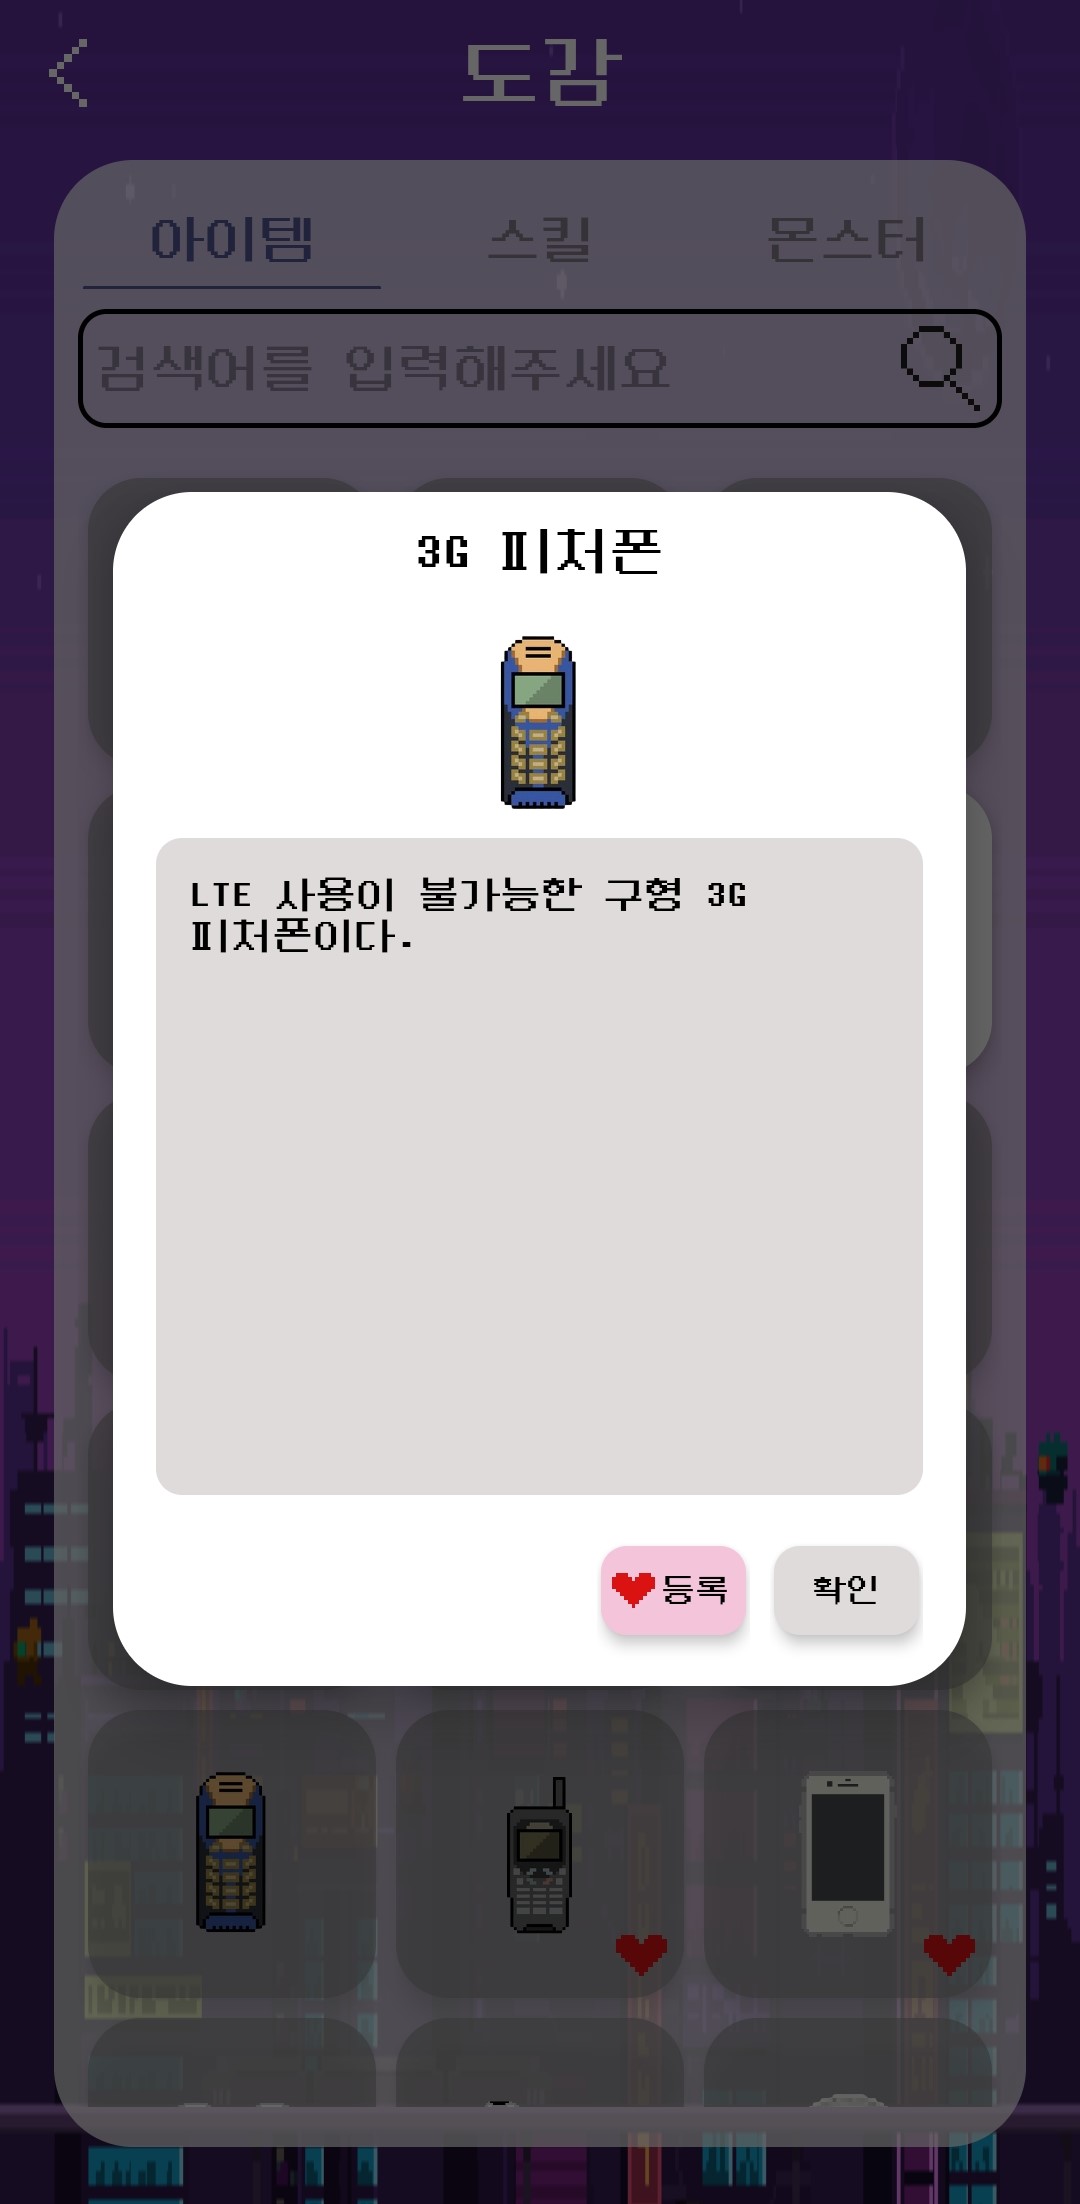 도감
아이템 스킬 몬스터
검색어를 입력해주세요
3G 피처폰
LTE 사용이 불가능한 구형 3G
피처폰이다.
등록 확인